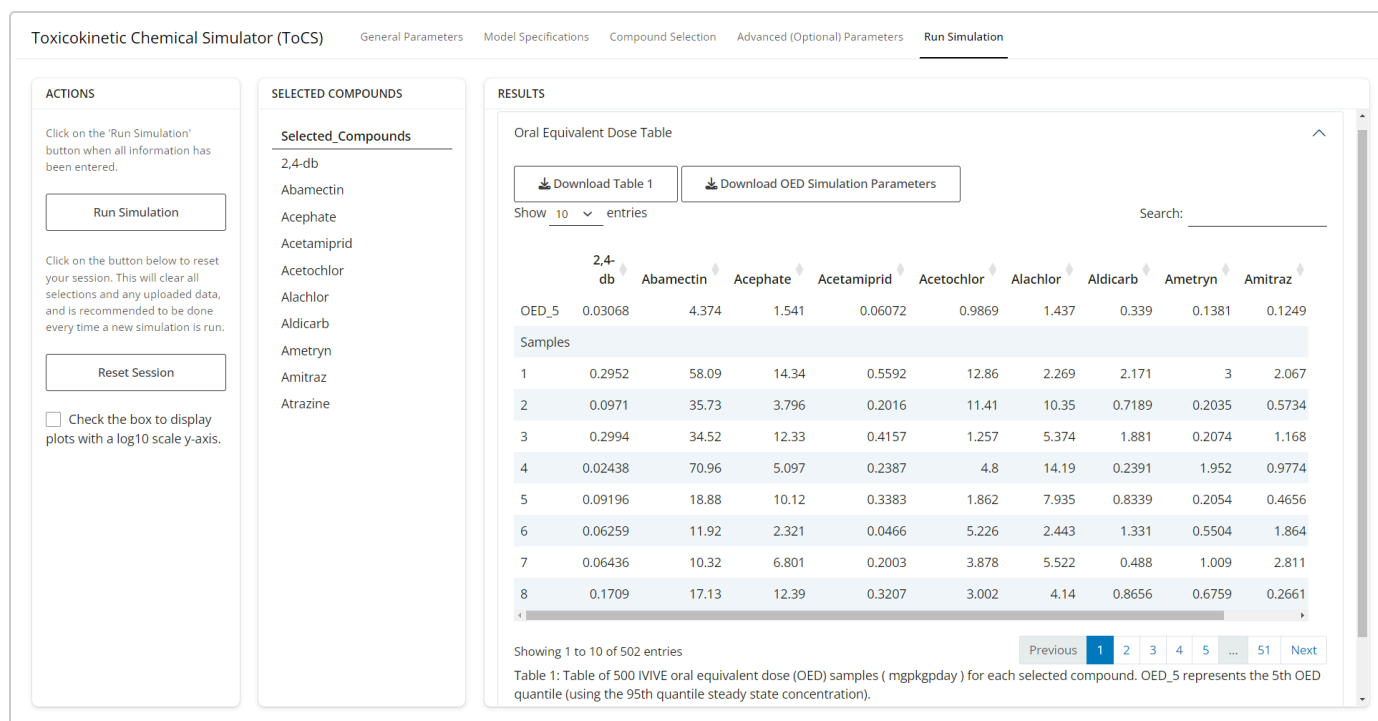 Toxicokinetic Chemical Simulator (ToCS) General Parameters Model Specifications Compound Selection Advanced (Optional) Parameters Run Simulation
ACTIONS
Click on the 'Run Simulation'
button when all information has
been entered.
Run Simulation
Click on the button below to reset
your session. This will clear all
selections and any uploaded data,
and is recommended to be done
every time a new simulation is run.
Reset Session
Check the box to display
plots with a log10 scale y-axis.
SELECTED COMPOUNDS
Selected_Compounds
2,4-db
Abamectin
Acephate
Acetamiprid
Acetochlor
Alachlor
Aldicarb
Ametryn
Amitraz
Atrazine
RESULTS
Oral Equivalent Dose Table
Download Table 1 Download OED Simulation Parameters
Show 10 entries Search:
2,4-
db Abamectin Acephate Acetamiprid Acetochlor Alachlor Aldicarb Ametryn Amitraz
OED_5 0.03068 4.374 1.541 0.06072 0.9869 1.437 0.339 0.1381 0.1249
Samples
1 0.2952 58.09 14.34 0.5592 12.86 2.269 2.171 3 2.067
2 0.0971 35.73 3.796 0.2016 11.41 10.35 0.7189 0.2035 0.5734
3 0.2994 34.52 12.33 0.4157 1.257 5.374 1.881 0.2074 1.168
4 0.02438 70.96 5.097 0.2387 4.8 14.19 0.2391 1.952 0.9774
5 0.09196 18.88 10.12 0.3383 1.862 7.935 0.8339 0.2054 0.4656
6 0.06259 11.92 2.321 0.0466 5.226 2.443 1.331 0.5504 1.864
7 0.06436 10.32 6.801 0.2003 3.878 5.522 0.488 1.009 2.811
8 0.1709 17.13 12.39 0.3207 3.002 4.14 0.8656 0.6759 0.2661
Showing 1 to 10 of 502 entries Previous 1 2 3 4 5 ... 51 Next
Table 1: Table of 500 IVIVE oral equivalent dose (OED) samples ( mgpkgpday ) for each selected compound. OED_5 represents the 5th OED
quantile (using the 95th quantile steady state concentration).